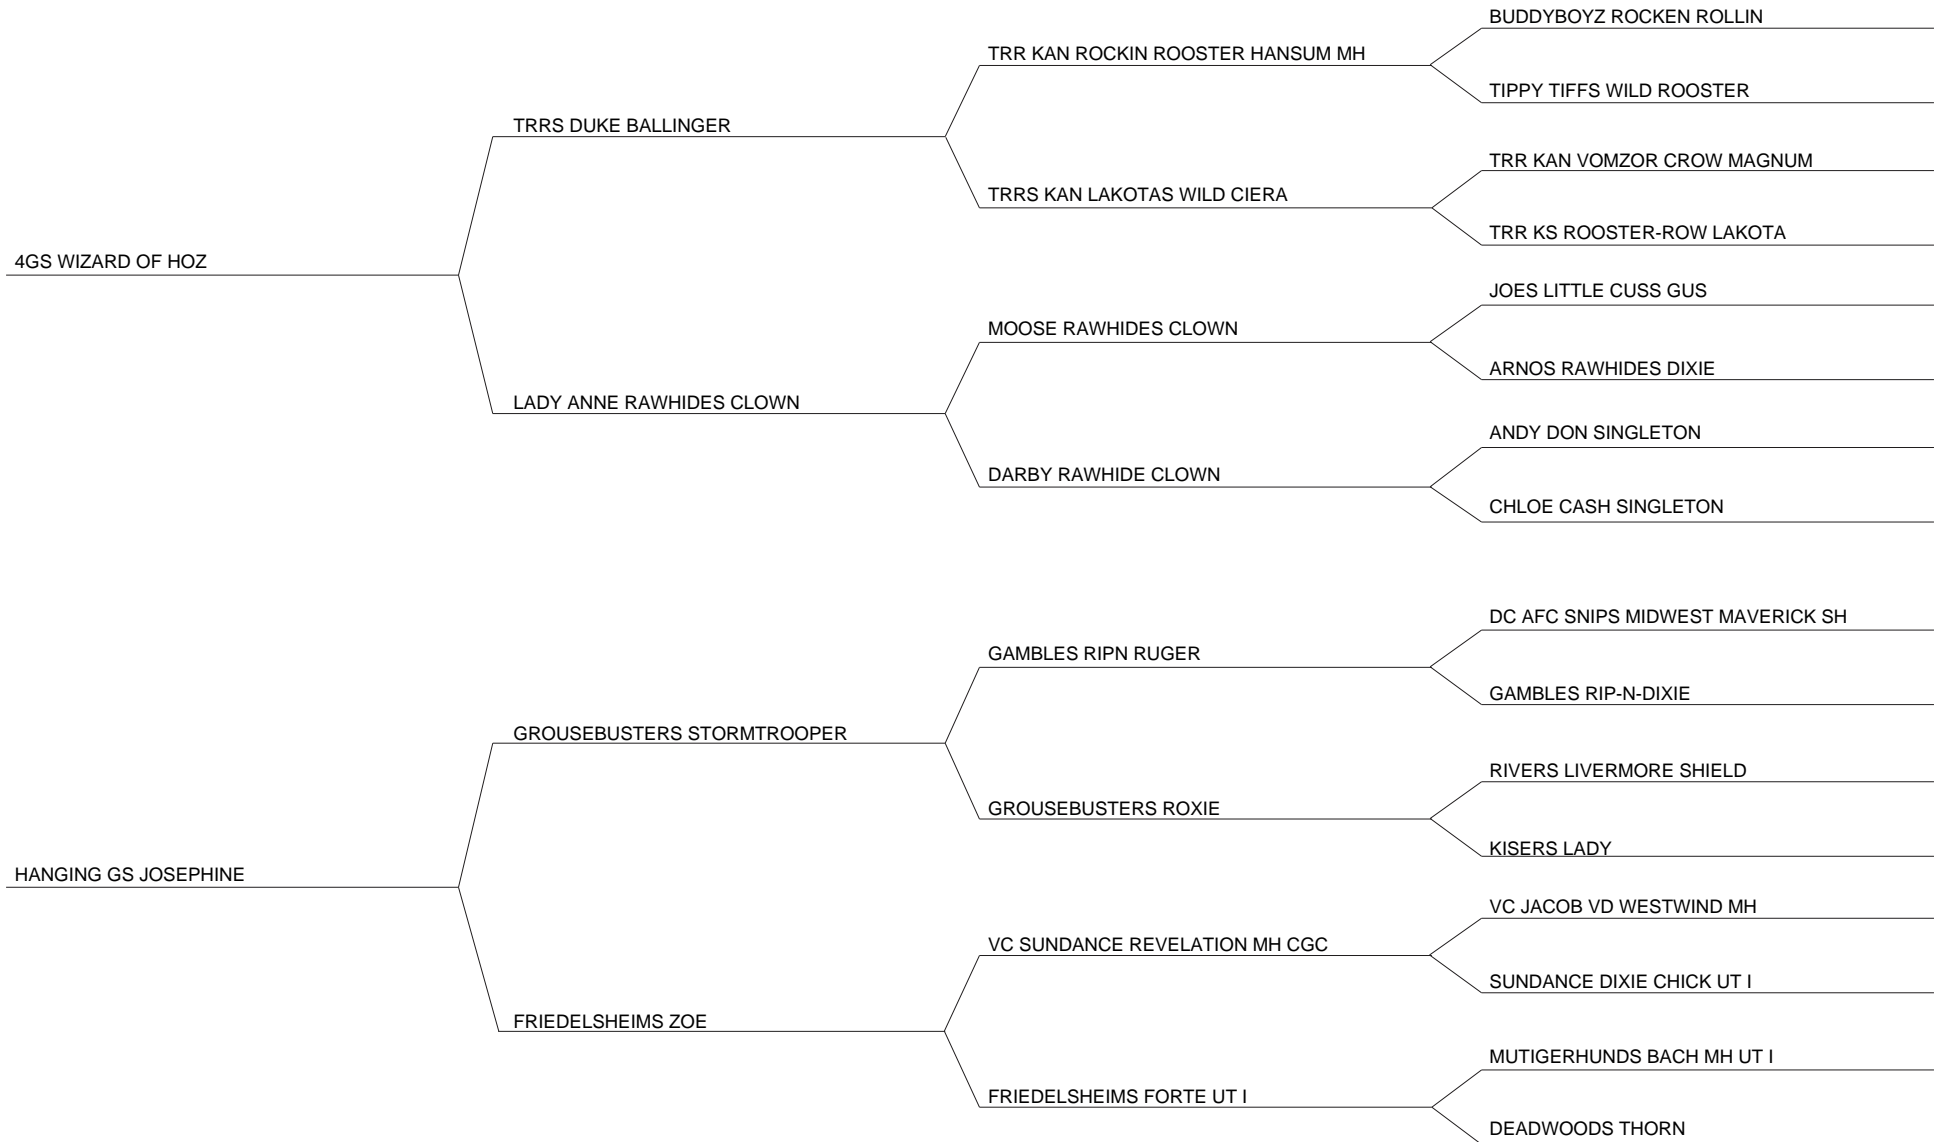 BUDDYBOYZ ROCKEN ROLLIN
TRR KAN ROCKIN ROOSTER HANSUM MH
TIPPY TIFFS WILD ROOSTER
TRRS DUKE BALLINGER
TRR KAN VOMZOR CROW MAGNUM
TRRS KAN LAKOTAS WILD CIERA
TRR KS ROOSTER-ROW LAKOTA
4GS WIZARD OF HOZ
JOES LITTLE CUSS GUS
MOOSE RAWHIDES CLOWN
ARNOS RAWHIDES DIXIE
LADY ANNE RAWHIDES CLOWN
ANDY DON SINGLETON
DARBY RAWHIDE CLOWN
CHLOE CASH SINGLETON
DC AFC SNIPS MIDWEST MAVERICK SH
GAMBLES RIPN RUGER
GAMBLES RIP-N-DIXIE
GROUSEBUSTERS STORMTROOPER
RIVERS LIVERMORE SHIELD
GROUSEBUSTERS ROXIE
KISERS LADY
HANGING GS JOSEPHINE
VC JACOB VD WESTWIND MH
VC SUNDANCE REVELATION MH CGC
SUNDANCE DIXIE CHICK UT I
FRIEDELSHEIMS ZOE
MUTIGERHUNDS BACH MH UT I
FRIEDELSHEIMS FORTE UT I
DEADWOODS THORN